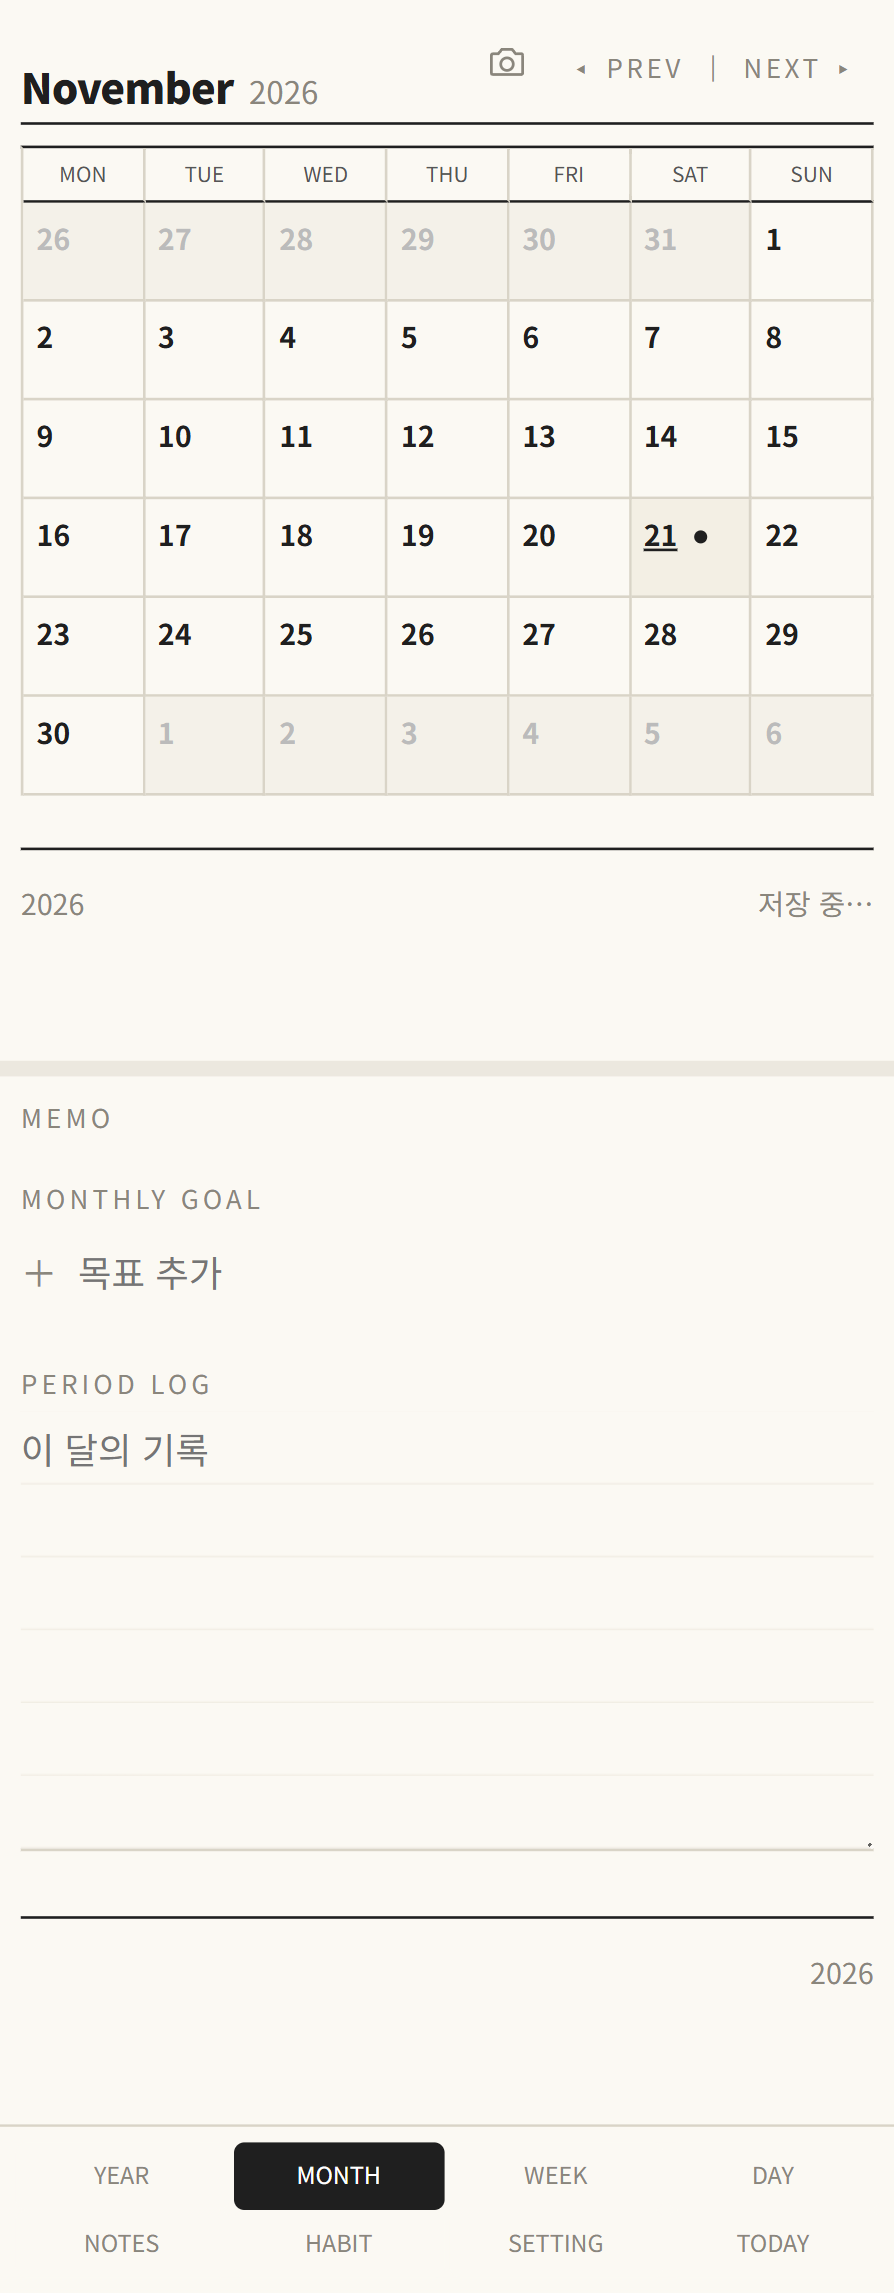 November 2026
◂ PREV | NEXT ▸
MON TUE WED THU FRI SAT SUN
26 27 28 29 30 31 1
2 3 4 5 6 7 8
9 10 11 12 13 14 15
16 17 18 19 20 21 ● 22
23 24 25 26 27 28 29
30 1 2 3 4 5 6
2026 저장 중…
MEMO
MONTHLY GOAL
+ 목표 추가
PERIOD LOG
이 달의 기록
2026
YEAR MONTH WEEK DAY
NOTES HABIT SETTING TODAY